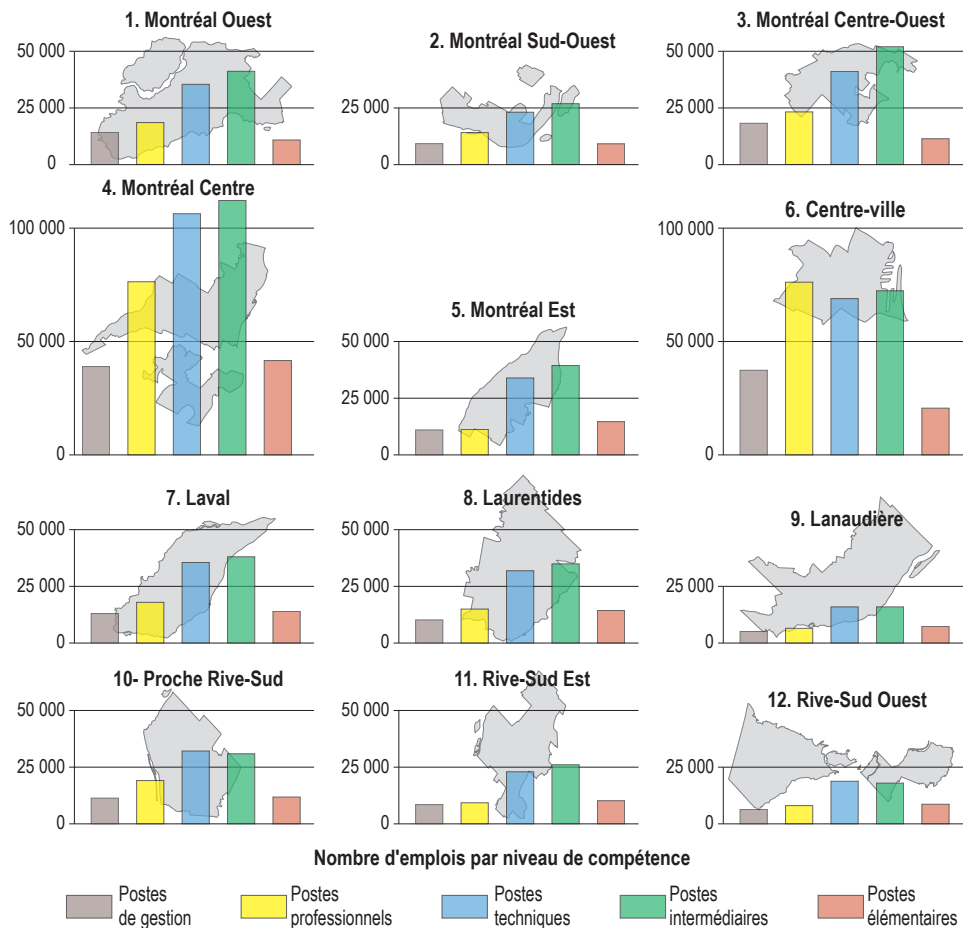 1. Montréal Ouest
50 000
25 000
0
2. Montréal Sud-Ouest
50 000
25 000
0
3. Montréal Centre-Ouest
50 000
25 000
0
4. Montréal Centre
100 000
50 000
0
5. Montréal Est
50 000
25 000
0
6. Centre-ville
100 000
50 000
0
7. Laval
50 000
25 000
0
8. Laurentides
50 000
25 000
0
9. Lanaudière
25 000
0
10- Proche Rive-Sud
50 000
25 000
0
11. Rive-Sud Est
50 000
25 000
0
12. Rive-Sud Ouest
25 000
0
Nombre d'emplois par niveau de compétence
Postes
de gestion
Postes
professionnels
Postes
techniques
Postes
intermédiaires
Postes
élémentaires